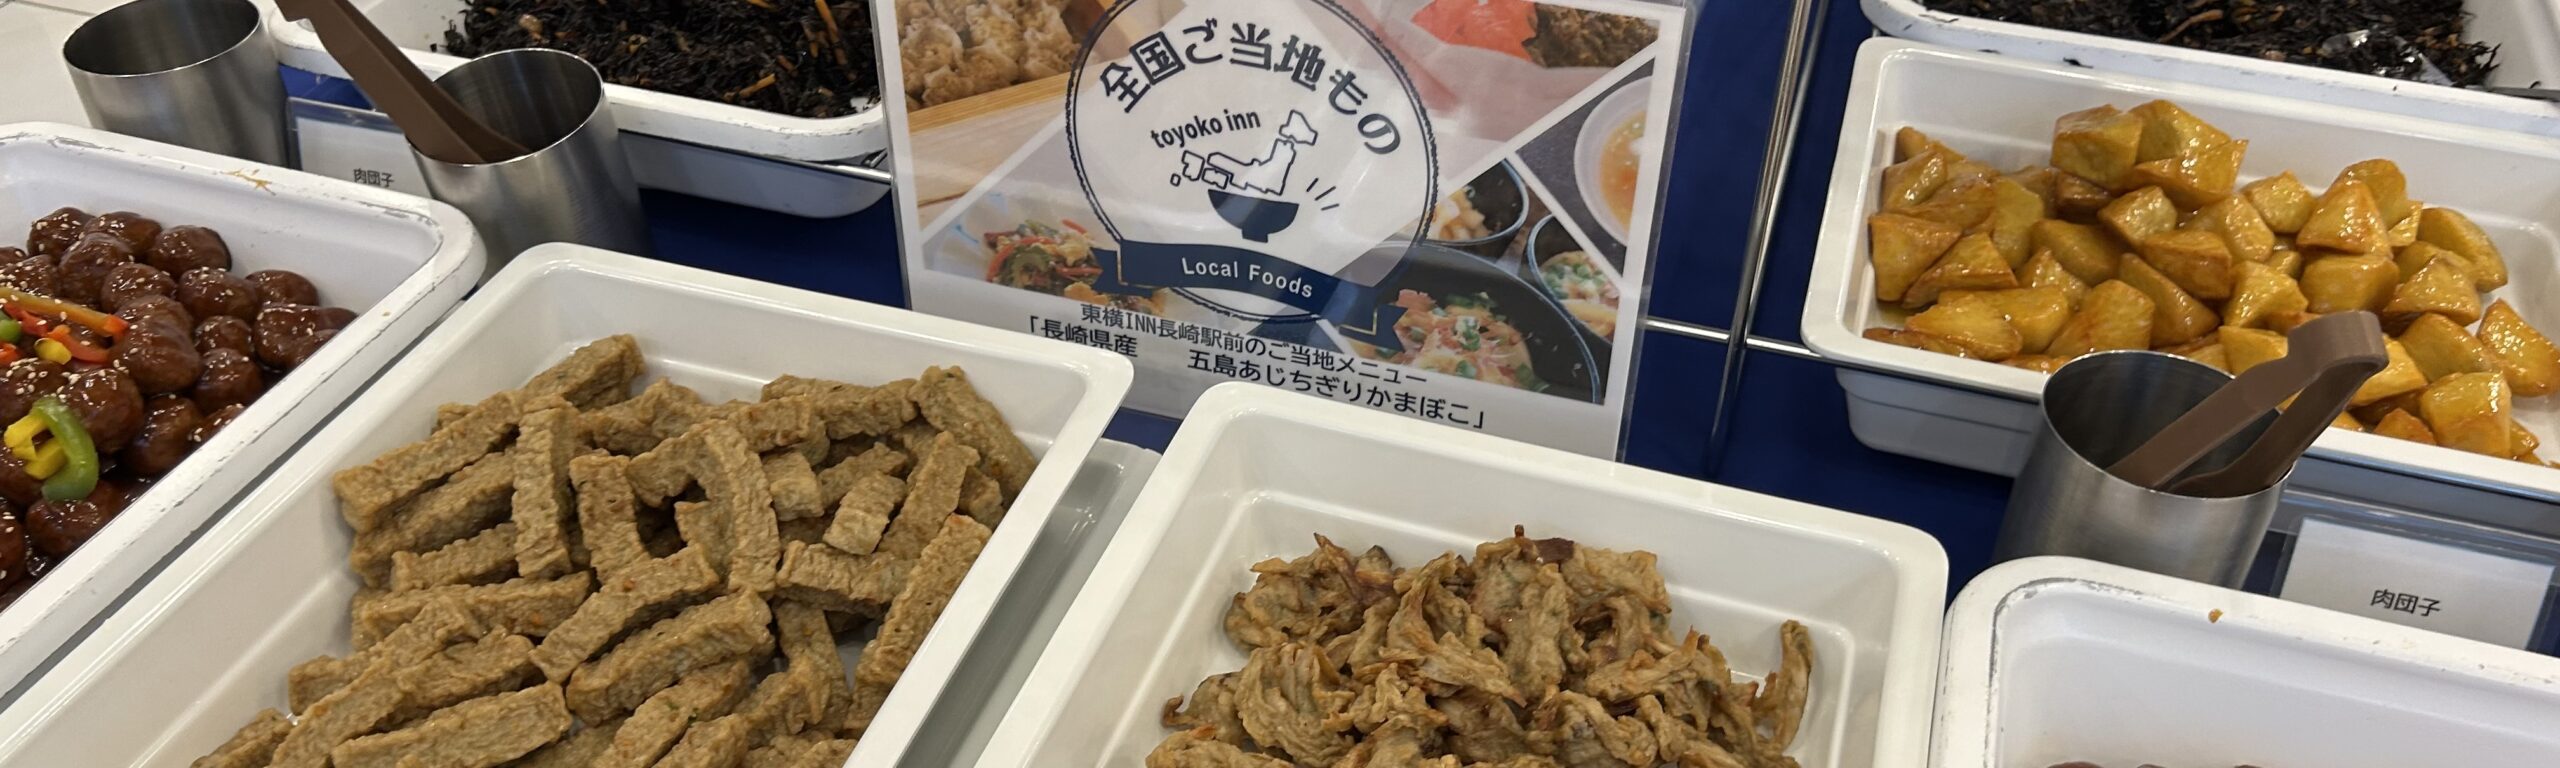 全国ご当地もの
toyoko inn
Local Foods
東横INN長崎駅前のご当地メニュー
「長崎県産　五島あじちぎりかまぼこ」
肉団子
肉団子